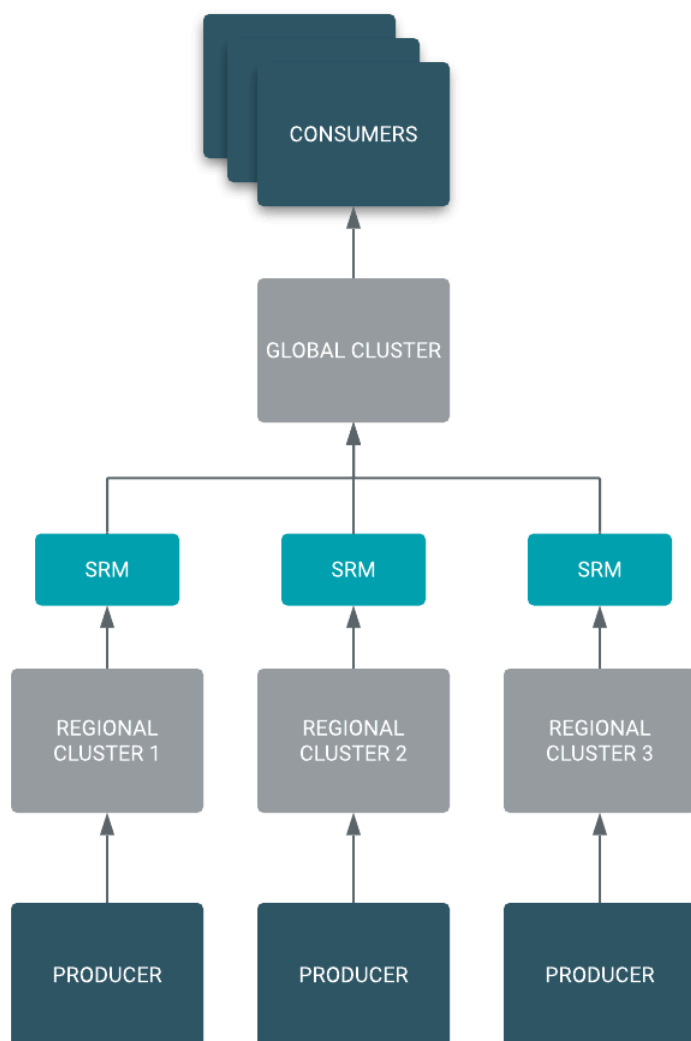 CONSUMERS
GLOBAL CLUSTER
SRM
SRM
SRM
REGIONAL
CLUSTER 1
REGIONAL
CLUSTER 2
REGIONAL
CLUSTER 3
PRODUCER
PRODUCER
PRODUCER